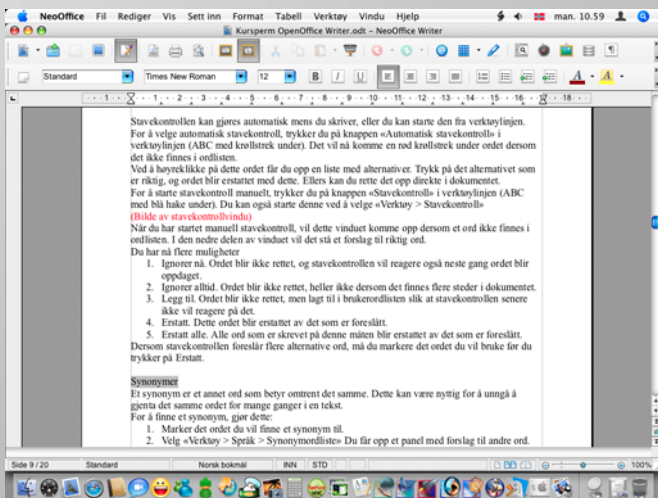 NeoOffice Fil Rediger Vis Sett inn Format Tabell Verktøy Vindu Hjelp man. 10.59
Kursperm OpenOffice Writer.odt – NeoOffice Writer
Standard Times New Roman 12 B I U
Stavekontrollen kan gjøres automatisk mens du skriver, eller du kan starte den fra verktøylinjen.
For å velge automatisk stavekontroll, trykker du på knappen «Automatisk stavekontroll» i
verktøylinjen (ABC med krøllstrek under). Det vil nå komme en rød krøllstrek under ordet dersom
det ikke finnes i ordlisten.
Ved å høyreklikke på dette ordet får du opp en liste med alternativer. Trykk på det alternativet som
er riktig, og ordet blir erstattet med dette. Ellers kan du rette det opp direkte i dokumentet.
For å starte stavekontroll manuelt, trykker du på knappen «Stavekontroll» i verktøylinjen (ABC
med blå hake under). Du kan også starte denne ved å velge «Verktøy > Stavekontroll»
(Bilde av stavekontrollvindu)
Når du har startet manuell stavekontroll, vil dette vinduet komme opp dersom et ord ikke finnes i
ordlisten. I den nedre delen av vinduet vil det stå et forslag til riktig ord.
Du har nå flere muligheter
1. Ignorer nå. Ordet blir ikke rettet, og stavekontrollen vil reagere også neste gang ordet blir
oppdaget.
2. Ignorer alltid. Ordet blir ikke rettet, heller ikke dersom det finnes flere steder i dokumentet.
3. Legg til. Ordet blir ikke rettet, men lagt til i brukerordlisten slik at stavekontrollen senere
ikke vil reagere på det.
4. Erstatt. Dette ordet blir erstattet av det som er foreslått.
5. Erstatt alle. Alle ord som er skrevet på denne måten blir erstattet av det som er foreslått.
Dersom stavekontrollen foreslår flere alternative ord, må du markere det ordet du vil bruke før du
trykker på Erstatt.
Synonymer
Et synonym er et annet ord som betyr omtrent det samme. Dette kan være nyttig for å unngå å
gjenta det samme ordet for mange ganger i en tekst.
For å finne et synonym, gjør dette:
1. Marker det ordet du vil finne et synonym til.
2. Velg «Verktøy > Språk > Synonymordliste» Du får opp et panel med forslag til andre ord.
Side 9 / 20 Standard Norsk bokmål INN STD 100%